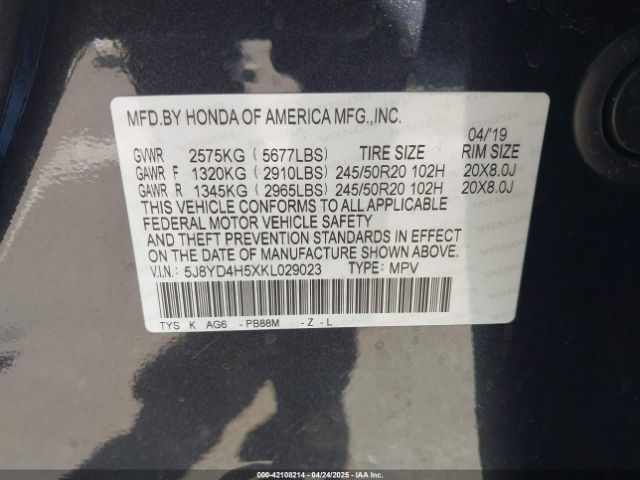 MFD.BY HONDA OF AMERICA MFG.,INC.
04/'19
GVWR 2575KG (5677LBS) TIRE SIZE RIM SIZE
GAWR F 1320KG (2910LBS) 245/50R20 102H 20X8.0J
GAWR R 1345KG (2965LBS) 245/50R20 102H 20X8.0J
THIS VEHICLE CONFORMS TO ALL APPLICABLE
FEDERAL MOTOR VEHICLE SAFETY
AND THEFT PREVENTION STANDARDS IN EFFECT
ON THE DATE OF MANUFACTURE SHOWN ABOVE.
V.I.N.: 5J8YD4H5XKL029023 TYPE: MPV
TYS K AG6 -PB88M -Z -L
000-42108214 - 04/24/2025 - IAA Inc.